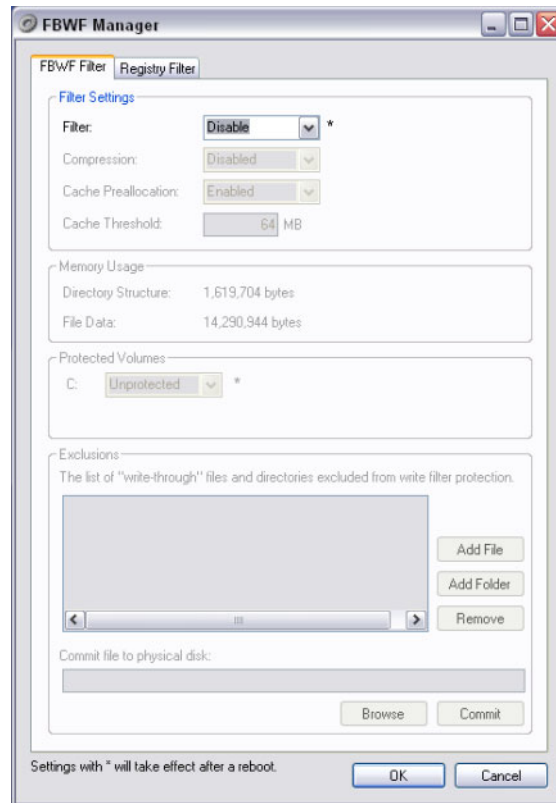 FBWF Manager
FBWF Filter Registry Filter
Filter Settings
Filter: Disable *
Compression: Disabled
Cache Preallocation: Enabled
Cache Threshold: 64 MB
Memory Usage
Directory Structure: 1,619,704 bytes
File Data: 14,290,944 bytes
Protected Volumes
C: Unprotected *
Exclusions
The list of "write-through" files and directories excluded from write filter protection.
Add File
Add Folder
Remove
Commit file to physical disk:
Browse Commit
Settings with * will take effect after a reboot. OK Cancel